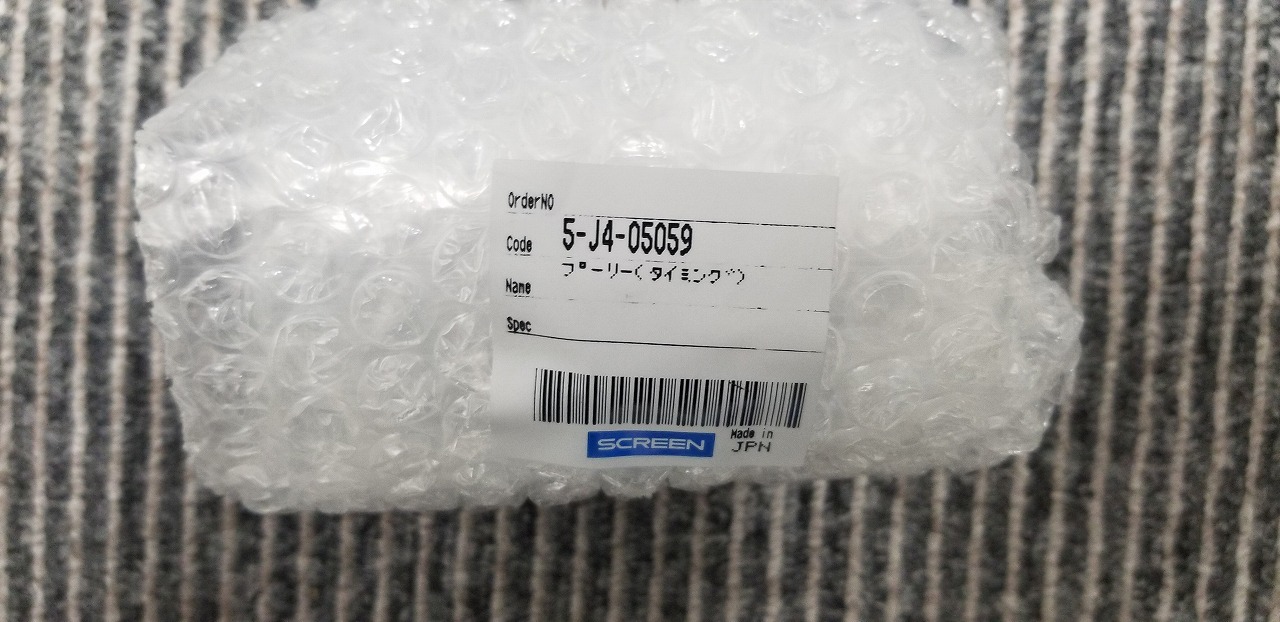 OrderNO
Code 5-J4-05059
Name プーリー(タイミング)
Spec
SCREEN
Made in
JPN